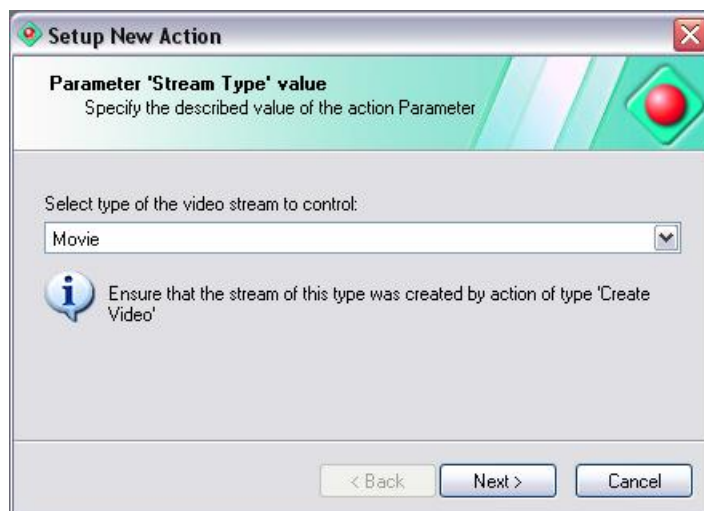 Setup New Action
Parameter 'Stream Type' value
Specify the described value of the action Parameter
Select type of the video stream to control:
Movie
Ensure that the stream of this type was created by action of type 'Create
Video'
< Back
Next >
Cancel